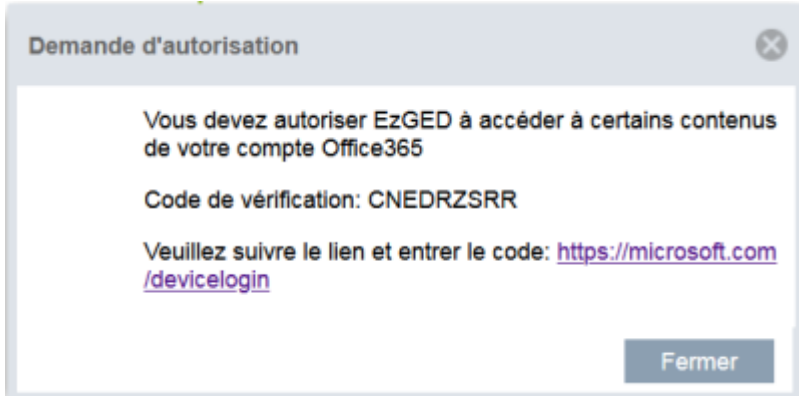 Demande d'autorisation
Vous devez autoriser EzGED à accéder à certains contenus
de votre compte Office365
Code de vérification: CNEDRZSRR
Veuillez suivre le lien et entrer le code: https://microsoft.com
/devicelogin
Fermer